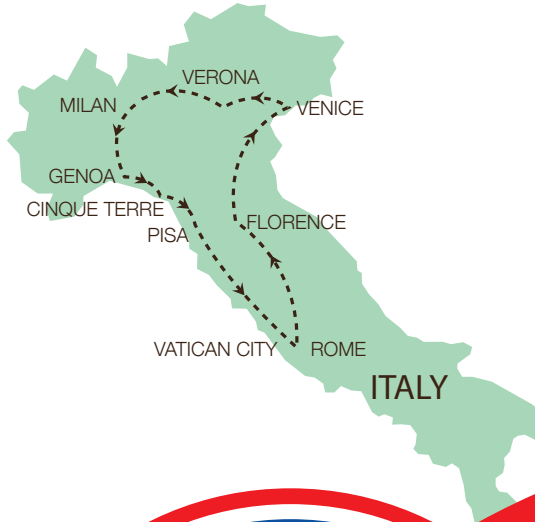 VERONA
MILAN
VENICE
GENOA
CINQUE TERRE
FLORENCE
PISA
VATICAN CITY
ROME
ITALY